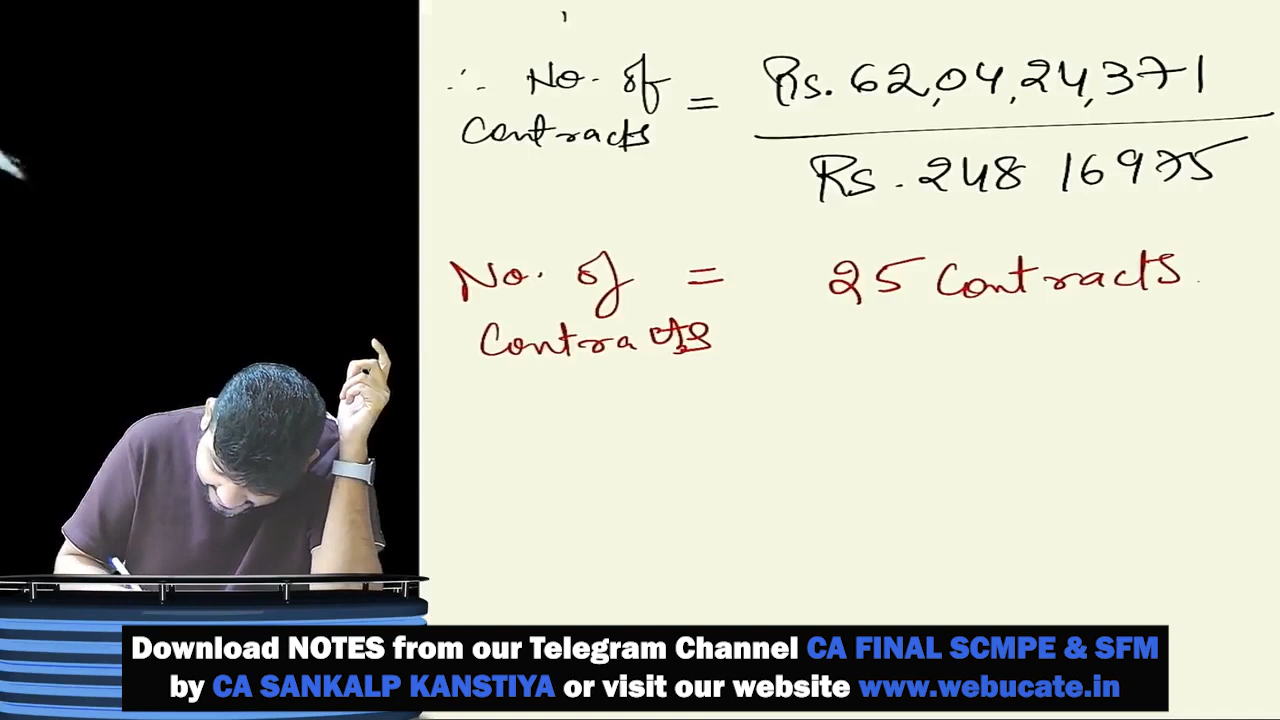 ∴ No. of Contracts = Rs. 62,04,24,371
Rs. 248 16975
No. of Contracts = 25 Contracts
Download NOTES from our Telegram Channel CA FINAL SCMPE & SFM
by CA SANKALP KANSTIYA or visit our website www.webucate.in